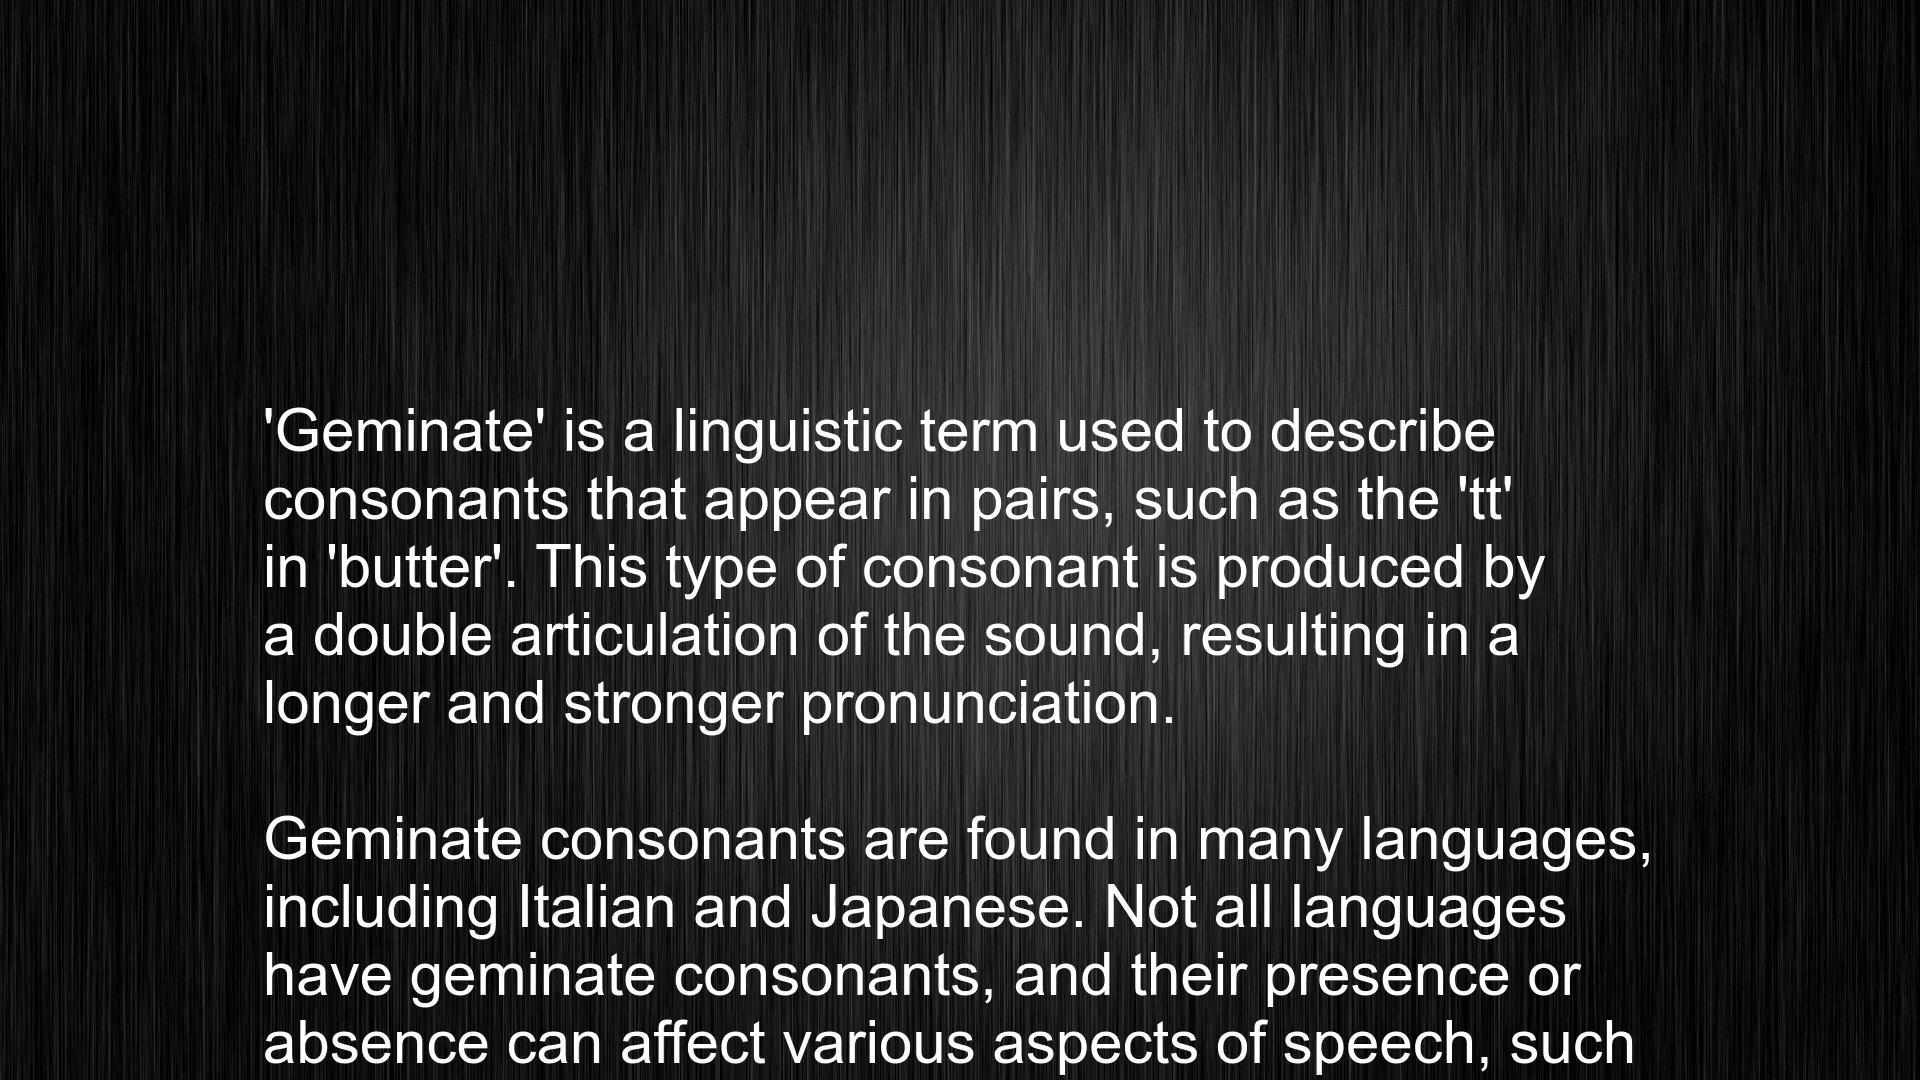 'Geminate' is a linguistic term used to describe
consonants that appear in pairs, such as the 'tt'
in 'butter'. This type of consonant is produced by
a double articulation of the sound, resulting in a
longer and stronger pronunciation.
Geminate consonants are found in many languages,
including Italian and Japanese. Not all languages
have geminate consonants, and their presence or
absence can affect various aspects of speech, such